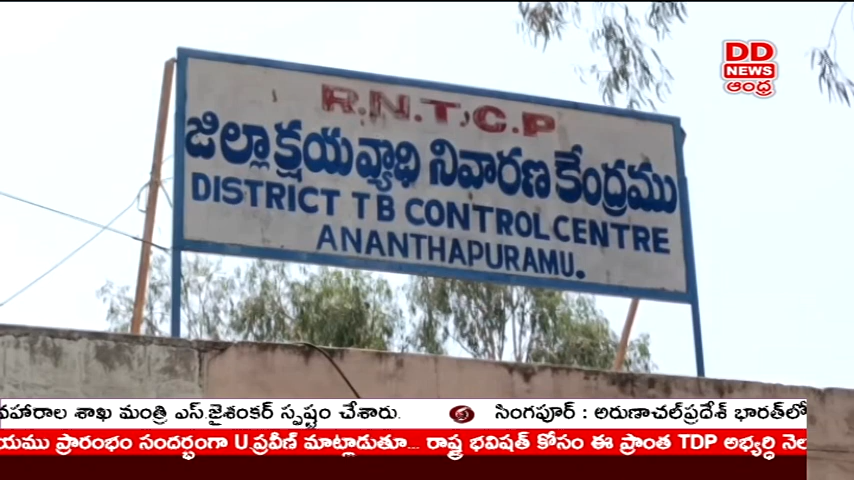 DD
NEWS
ఆంధ్ర
R.N.T.C.P
జిల్లా క్షయ వ్యాధి నివారణ కేంద్రము
DISTRICT TB CONTROL CENTRE
ANANTHAPURAMU.
వహారాల శాఖ మంత్రి ఎస్.జైశంకర్ స్పష్టం చేశారు. సింగపూర్ : అరుణాచల్‌ప్రదేశ్ భారత్‌లో
యము ప్రారంభం సందర్భంగా U.ప్రవీణ్ మాట్లాడుతూ... రాష్ట్ర భవిషత్ కోసం ఈ ప్రాంత TDP అభ్యర్ధి